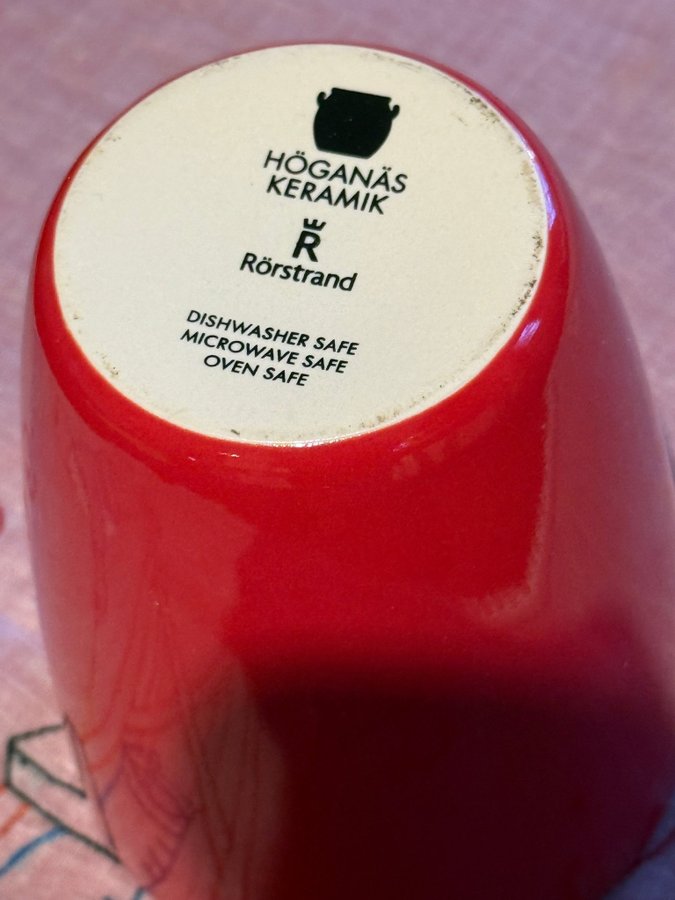 HÖGANÄS
KERAMIK
R
Rörstrand
DISHWASHER SAFE
MICROWAVE SAFE
OVEN SAFE